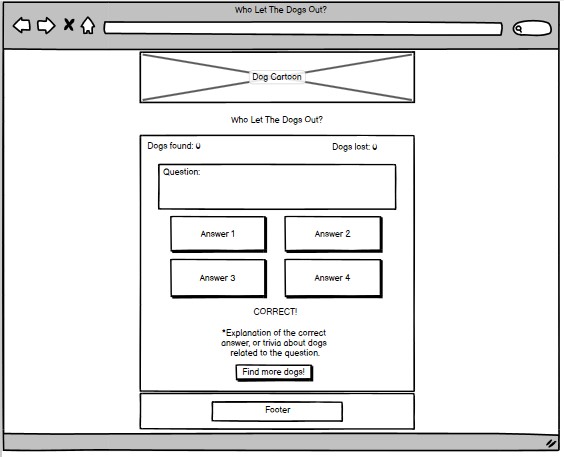 Who Let The Dogs Out?
Dog Cartoon
Who Let The Dogs Out?
Dogs found: 0
Dogs lost: 0
Question:
Answer 1
Answer 2
Answer 3
Answer 4
CORRECT!
*Explanation of the correct
answer, or trivia about dogs
related to the question.
Find more dogs!
Footer